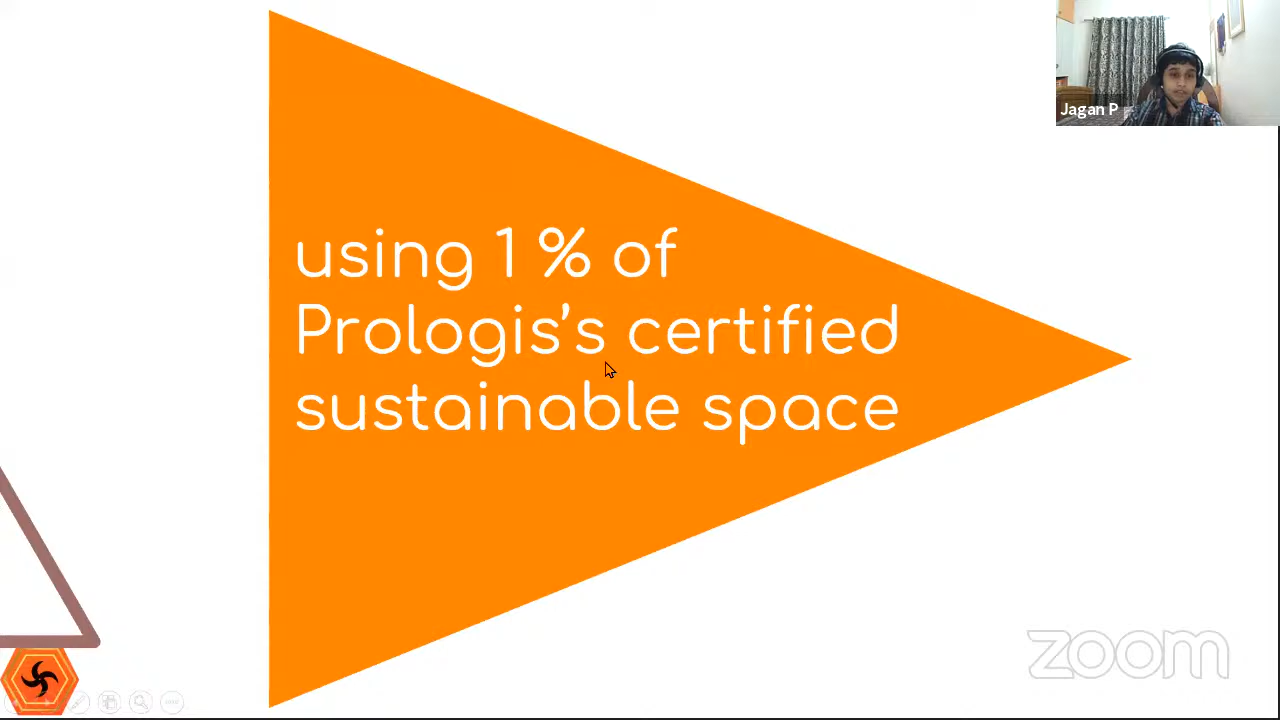 Jagan P
using 1 % of
Prologis’s certified
sustainable space
zoom